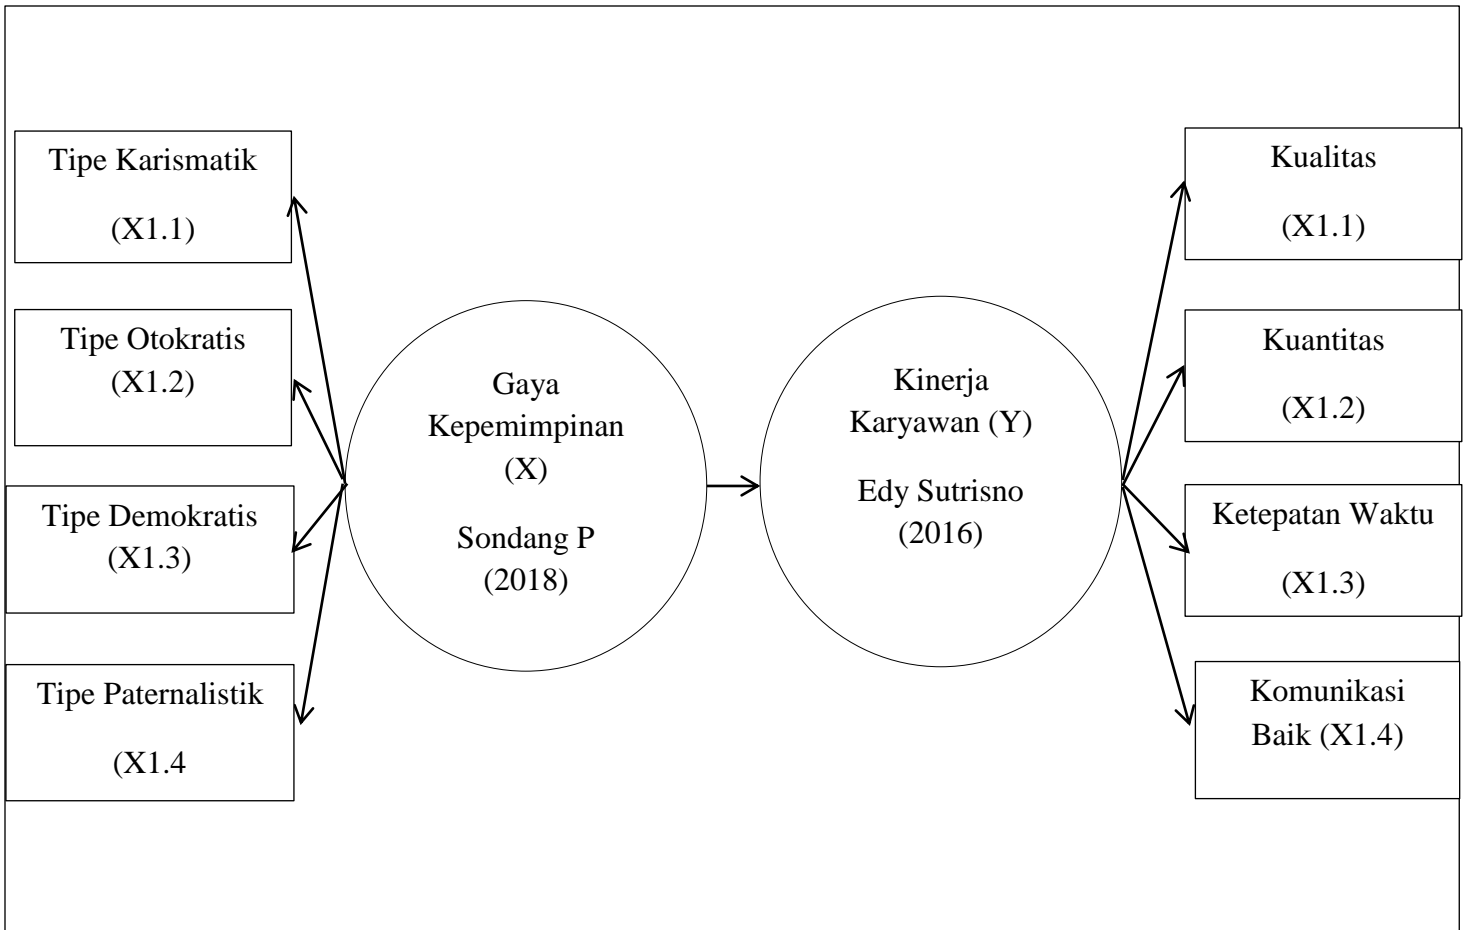 Tipe Karismatik
(X1.1)
Tipe Otokratis
(X1.2)
Tipe Demokratis
(X1.3)
Tipe Paternalistik
(X1.4
Gaya
Kepemimpinan
(X)
Sondang P
(2018)
Kinerja
Karyawan (Y)
Edy Sutrisno
(2016)
Kualitas
(X1.1)
Kuantitas
(X1.2)
Ketepatan Waktu
(X1.3)
Komunikasi
Baik (X1.4)